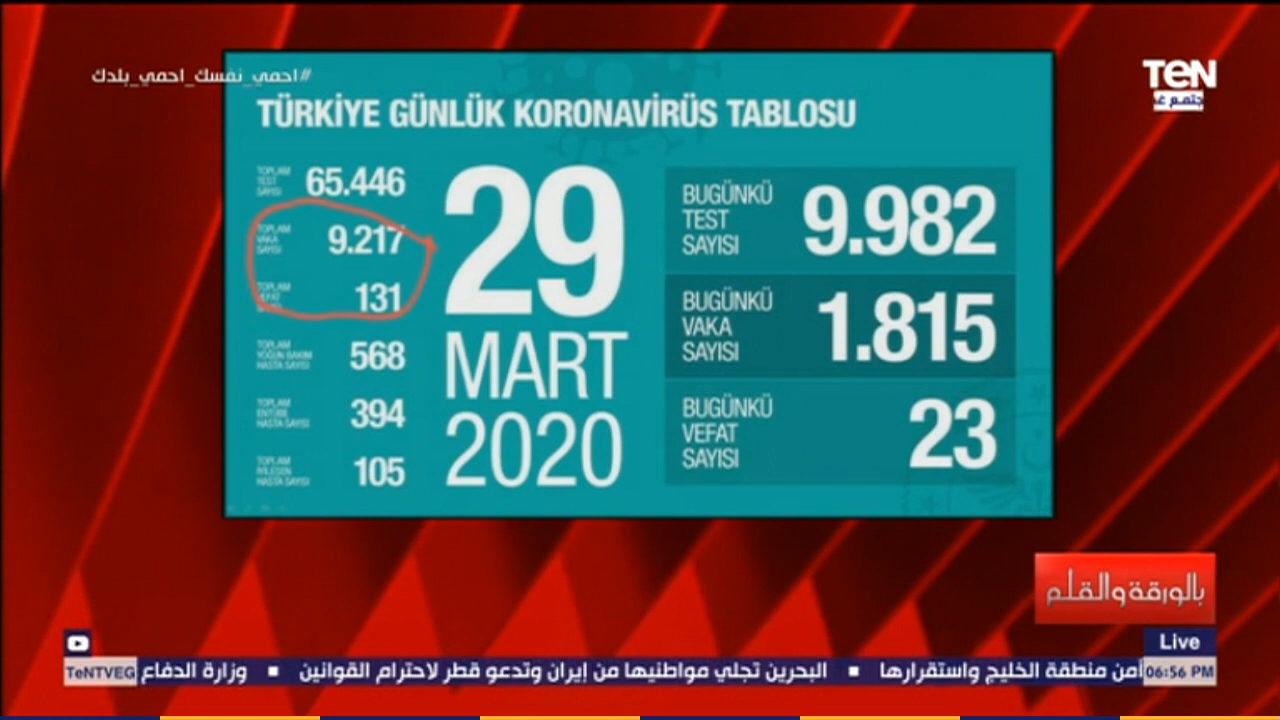 #احمي_نفسك_احمي_بلدك
TEN
TÜRKİYE GÜNLÜK KORONAVİRÜS TABLOSU
TOPLAM
TEST
SAYISI
65.446
TOPLAM
VAKA
SAYISI
9.217
TOPLAM
VEFAT
131
TOPLAM
YOĞUN BAKIM
HASTA SAYISI
568
TOPLAM
ENTÜBE
HASTA SAYISI
394
TOPLAM
İYİLEŞEN
HASTA SAYISI
105
29
MART
2020
BUGÜNKÜ
TEST
SAYISI
9.982
BUGÜNKÜ
VAKA
SAYISI
1.815
BUGÜNKÜ
VEFAT
SAYISI
23
بالورقة والقلم
Live
06:56 PM
أمن منطقة الخليج واستقرارها ■ البحرين تجلي مواطنيها من إيران وتدعو قطر لاحترام القوانين ■ وزارة الدفاع
TeNTVEG